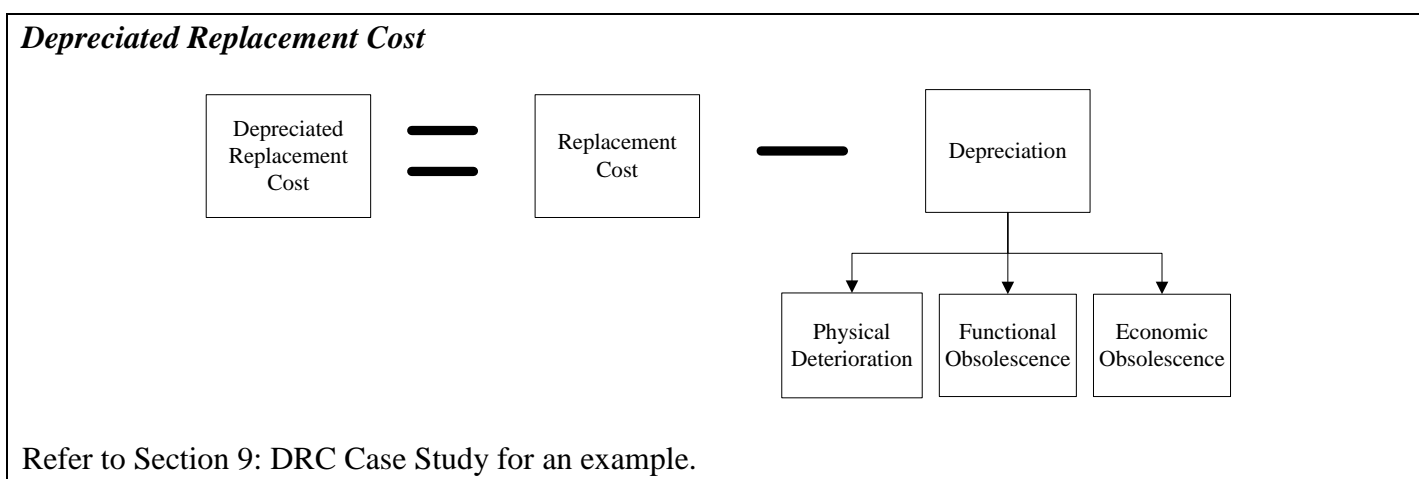 Depreciated Replacement Cost
Depreciated
Replacement
Cost
Replacement
Cost
Depreciation
Physical
Deterioration
Functional
Obsolescence
Economic
Obsolescence
Refer to Section 9: DRC Case Study for an example.